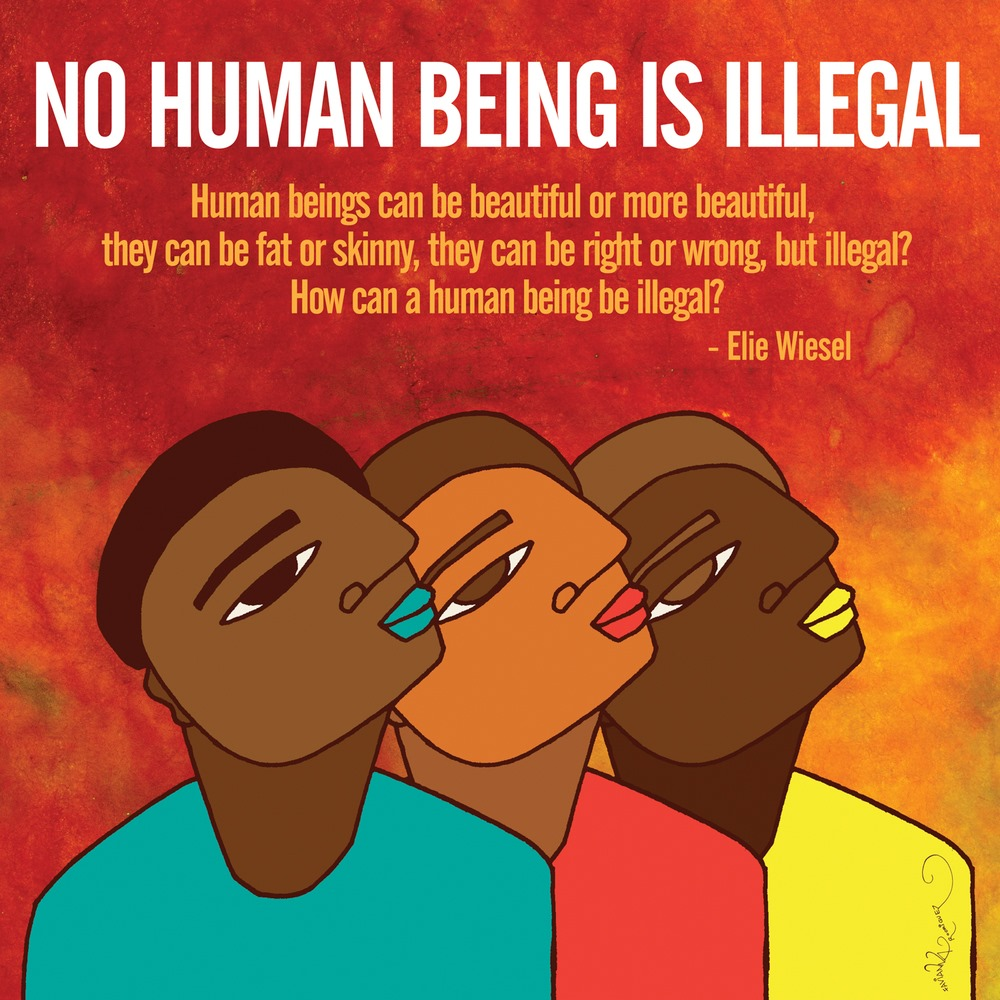 NO HUMAN BEING IS ILLEGAL
Human beings can be beautiful or more beautiful,
they can be fat or skinny, they can be right or wrong, but illegal?
How can a human being be illegal?
- Elie Wiesel